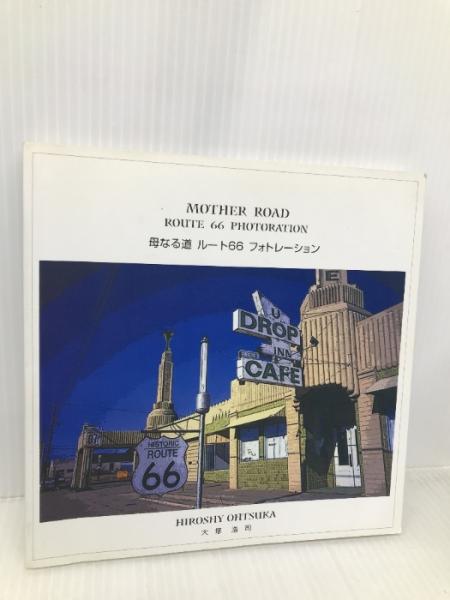 MOTHER ROAD
ROUTE 66 PHOTORATION
母なる道 ルート66 フォトレーション
E
U
DROP
INN
CAFE
HISTORIC
ROUTE
66
HIROSHY OHTSUKA
大塚浩司